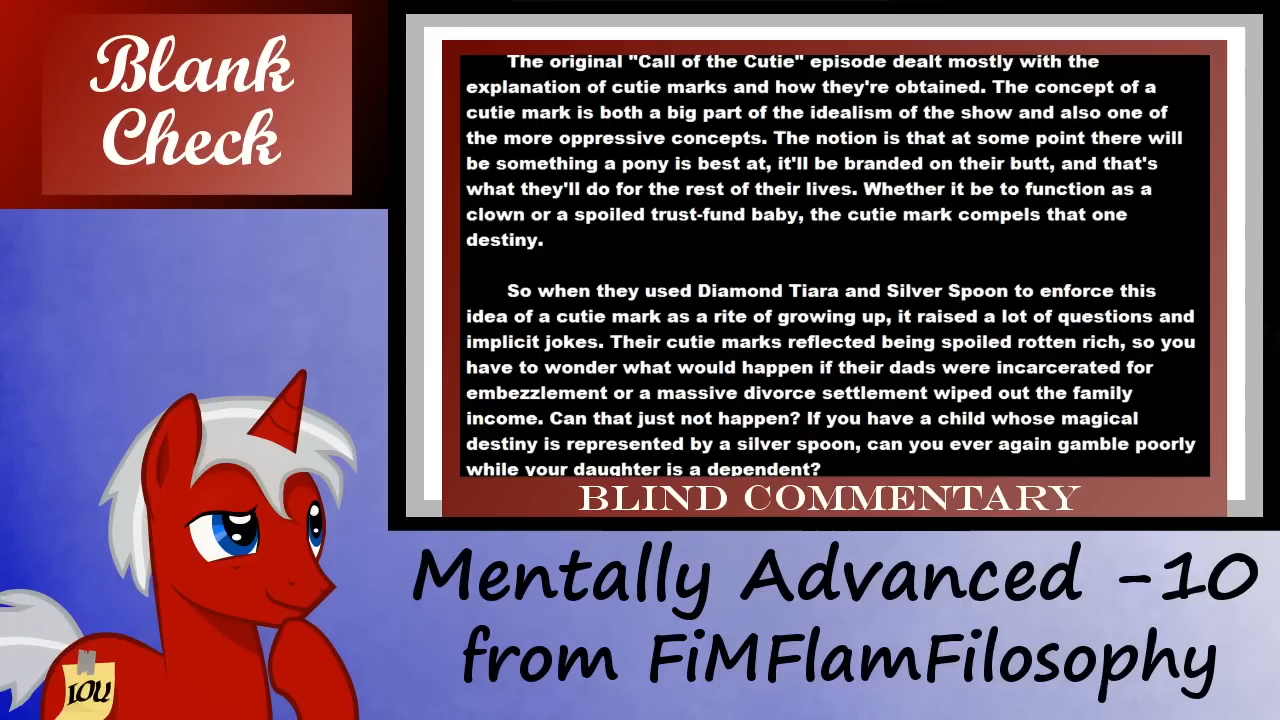 Blank
Check
The original "Call of the Cutie" episode dealt mostly with the
explanation of cutie marks and how they're obtained. The concept of a
cutie mark is both a big part of the idealism of the show and also one of
the more oppressive concepts. The notion is that at some point there will
be something a pony is best at, it'll be branded on their butt, and that's
what they'll do for the rest of their lives. Whether it be to function as a
clown or a spoiled trust-fund baby, the cutie mark compels that one
destiny.
So when they used Diamond Tiara and Silver Spoon to enforce this
idea of a cutie mark as a rite of growing up, it raised a lot of questions and
implicit jokes. Their cutie marks reflected being spoiled rotten rich, so you
have to wonder what would happen if their dads were incarcerated for
embezzlement or a massive divorce settlement wiped out the family
income. Can that just not happen? If you have a child whose magical
destiny is represented by a silver spoon, can you ever again gamble poorly
while your daughter is a dependent?
BLIND COMMENTARY
Mentally Advanced -10
from FiMFlamFilosophy
IOU